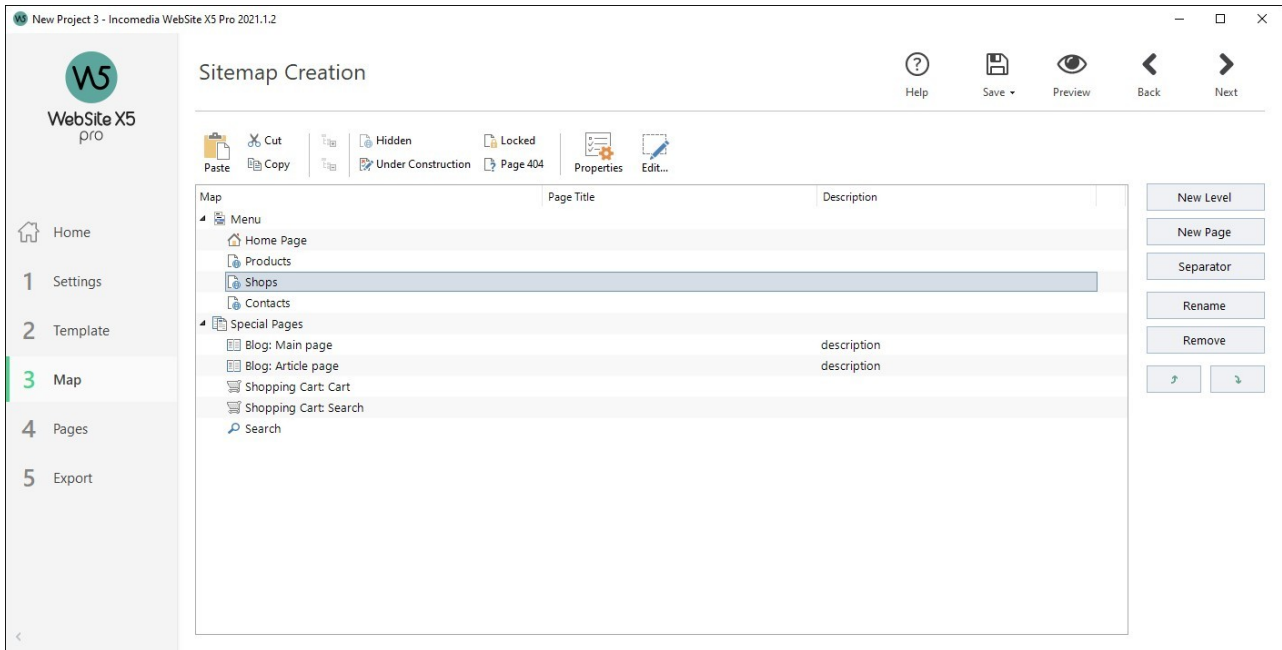 New Project 3 - Incomedia WebSite X5 Pro 2021.1.2
W5
WebSite X5
pro
Home
1 Settings
2 Template
3 Map
4 Pages
5 Export
Sitemap Creation
Help
Save
Preview
Back
Next
Paste
Cut
Copy
Hidden
Under Construction
Locked
Page 404
Properties
Edit...
Map Page Title Description
Menu
Home Page
Products
Shops
Contacts
Special Pages
Blog: Main page description
Blog: Article page description
Shopping Cart: Cart
Shopping Cart: Search
Search
New Level
New Page
Separator
Rename
Remove